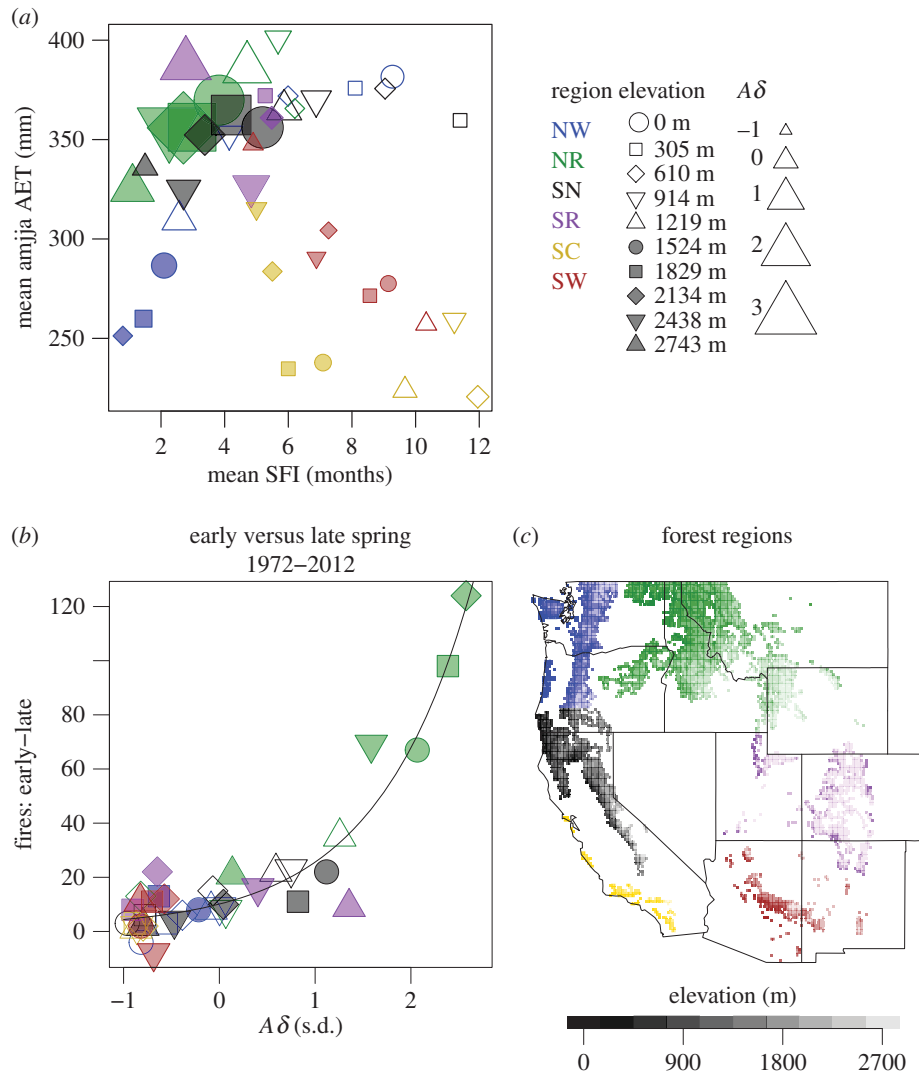 (a)
400
350
300
250
mean amjja AET (mm)
2 4 6 8 10 12
mean SFI (months)
region elevation Aδ
NW
NR
SN
SR
SC
SW
0 m
305 m
610 m
914 m
1219 m
1524 m
1829 m
2134 m
2438 m
2743 m
−1
0
1
2
3
(b)
early versus late spring
1972–2012
120
80
60
40
20
0
fires: early–late
−1 0 1 2
Aδ (s.d.)
(c)
forest regions
elevation (m)
0 900 1800 2700